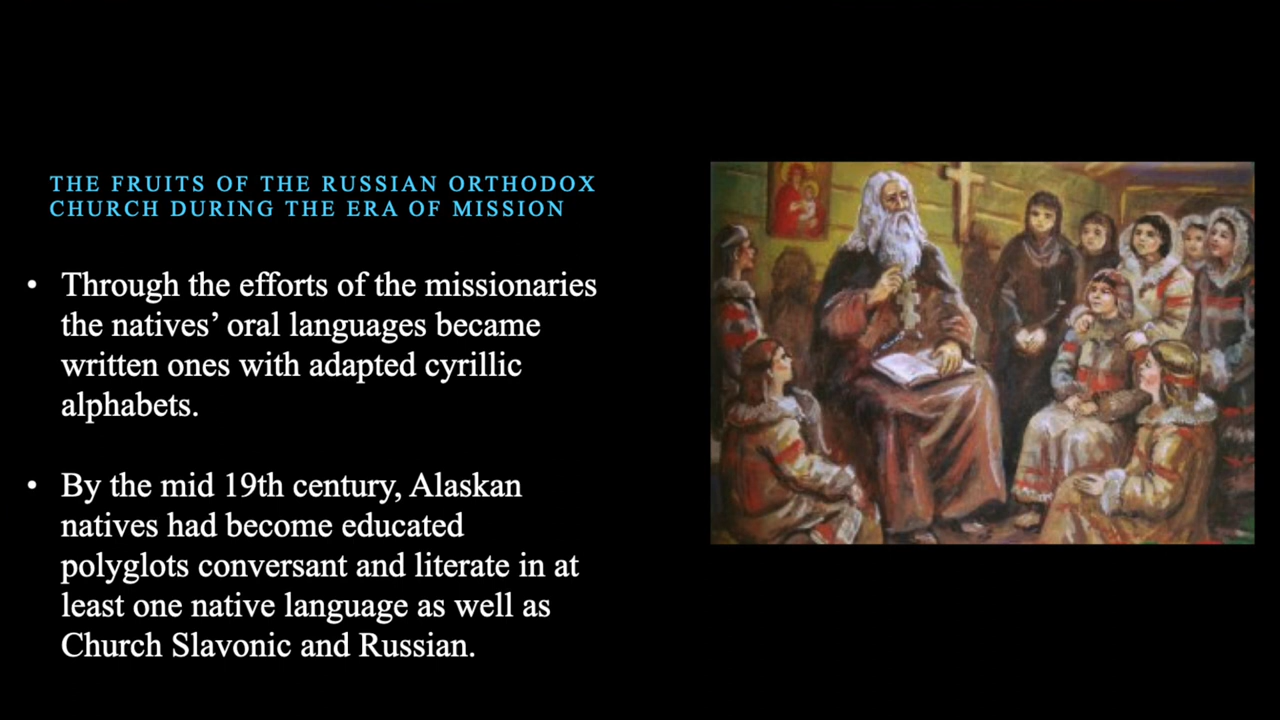 THE FRUITS OF THE RUSSIAN ORTHODOX
CHURCH DURING THE ERA OF MISSION
• Through the efforts of the missionaries
the natives’ oral languages became
written ones with adapted cyrillic
alphabets.
• By the mid 19th century, Alaskan
natives had become educated
polyglots conversant and literate in at
least one native language as well as
Church Slavonic and Russian.